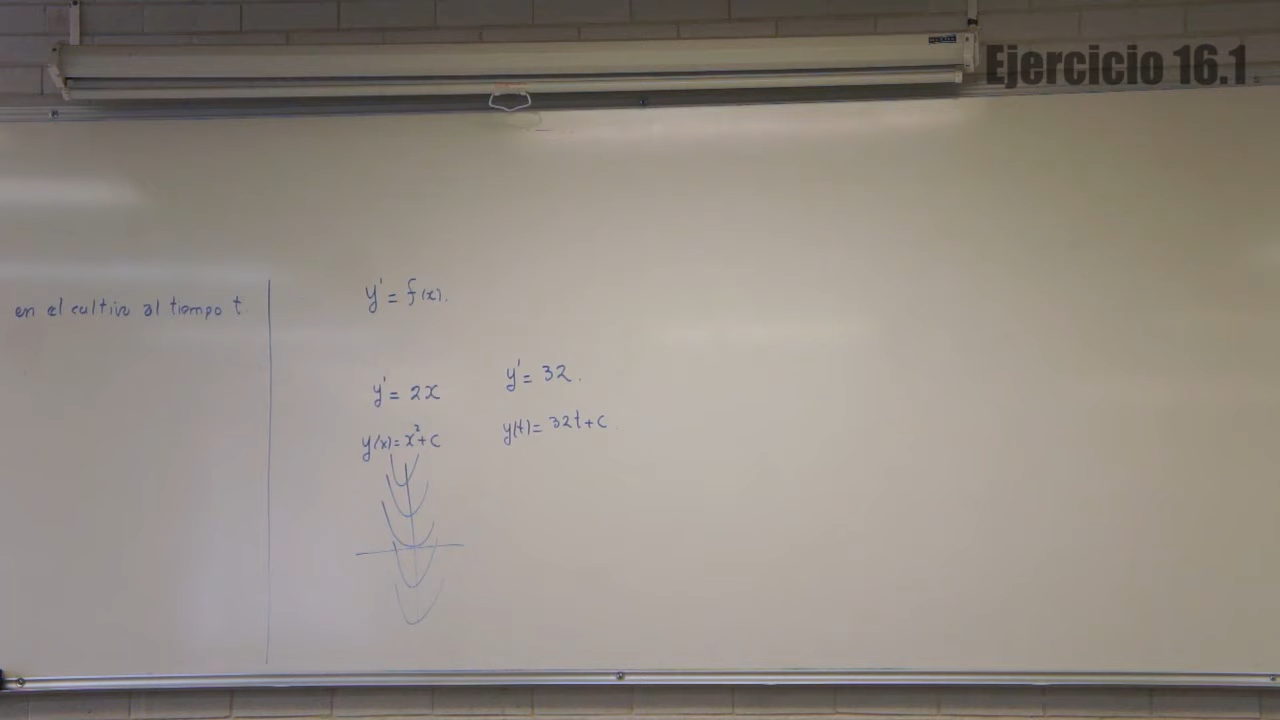 Ejercicio 16.1
en el cultivo al tiempo t
y' = f(x).
y' = 2x
y(x) = x² + c
y' = 32.
y(t) = 32t + c